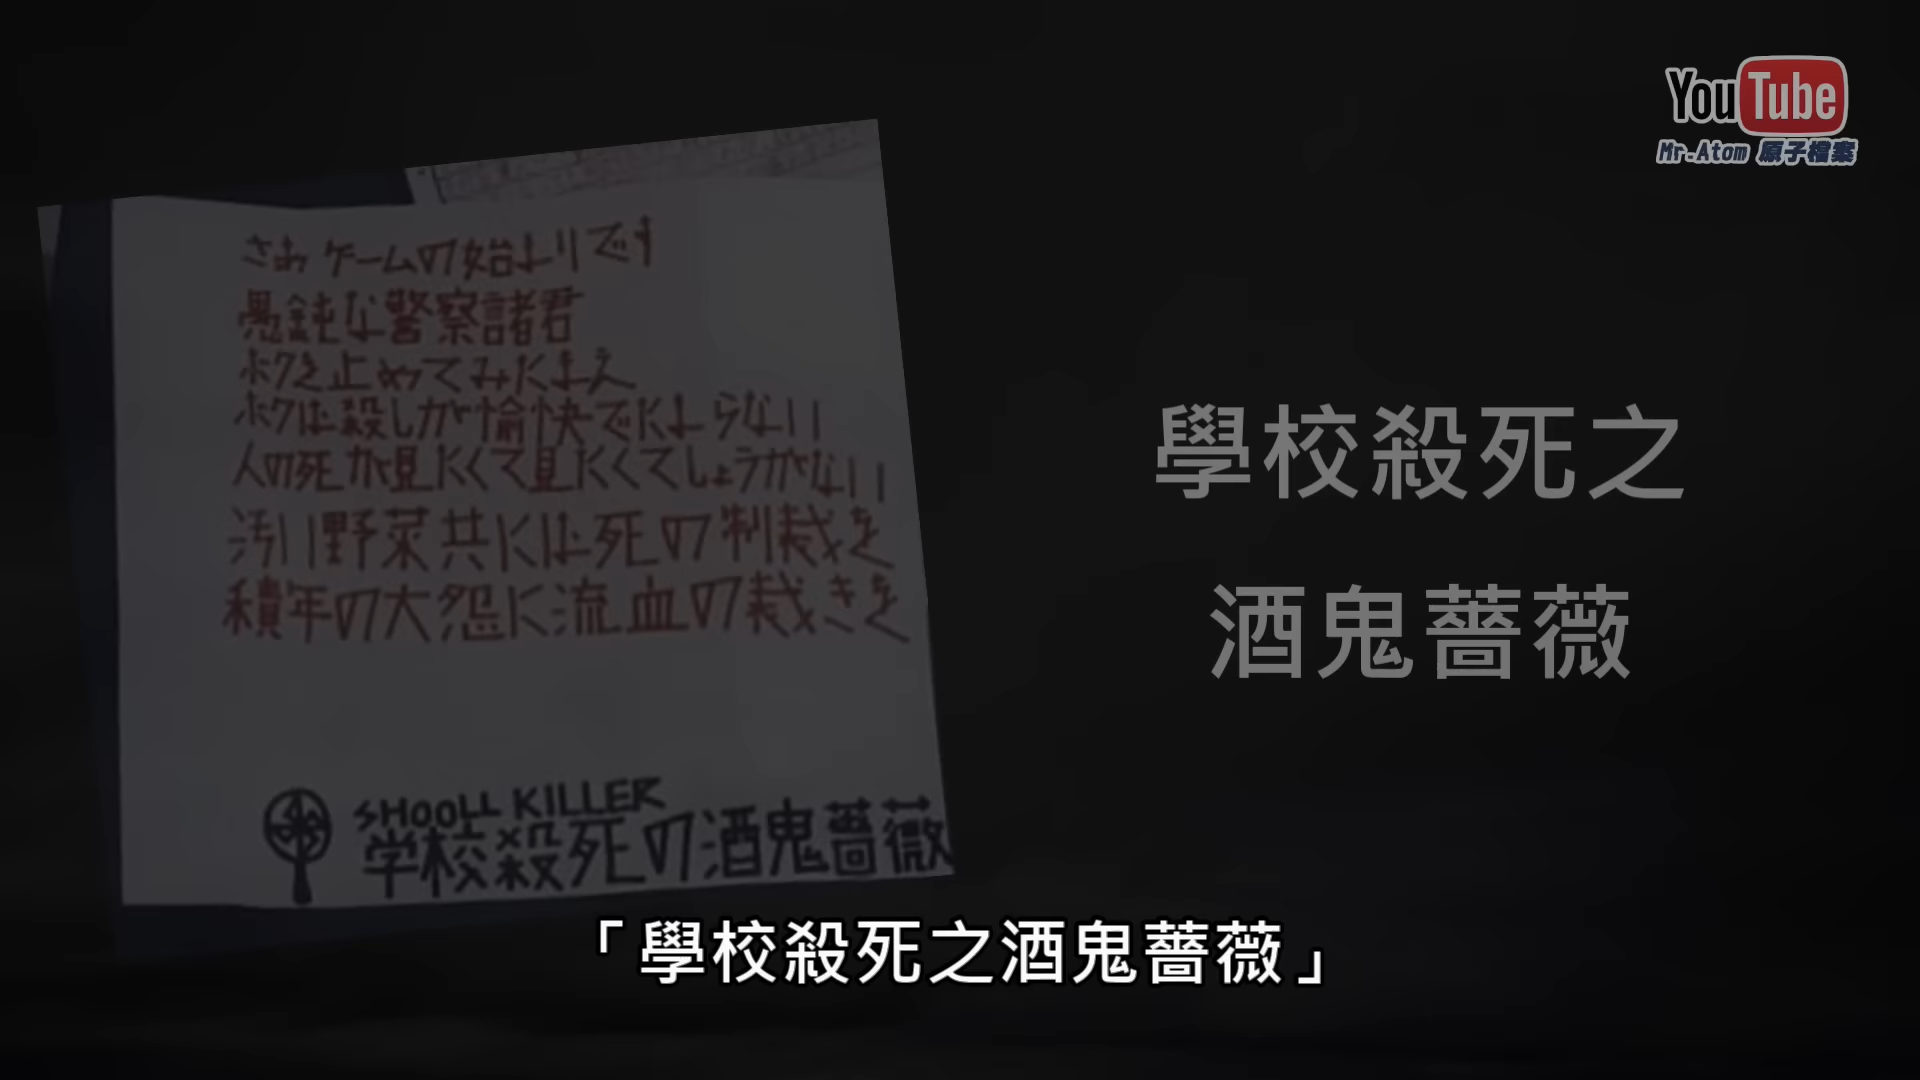 YouTube
Mr.Atom 原子檔案
さあ ゲームの始まりです
愚鈍な警察諸君
ボクを止めてみたまえ
ボクは殺しが愉快でたまらない
人の死が見たくて見たくてしょうがない
汚い野菜共には死の制裁を
積年の大怨に流血の裁きを
SHOOLL KILLER
学校殺死の酒鬼薔薇
學校殺死之
酒鬼薔薇
「學校殺死之酒鬼薔薇」